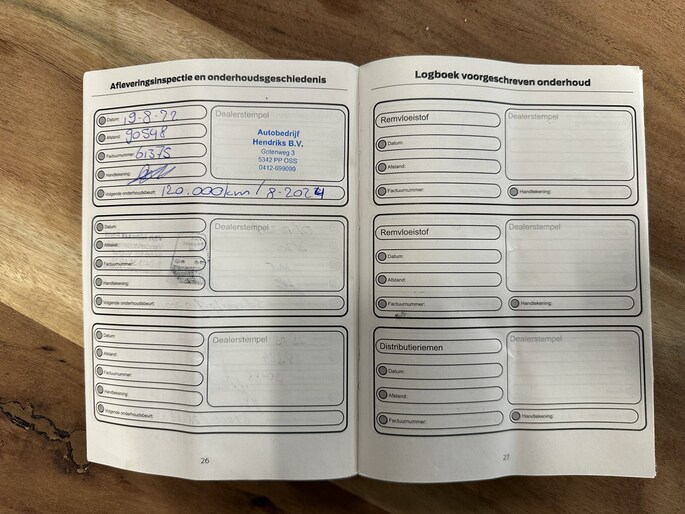 Afleveringsinspectie en onderhoudsgeschiedenis
Datum: 19-8-22
Afstand: 90548
Factuurnummer: 61375
Handtekening:
Volgende onderhoudsbeurt: 120.000km / 8-2024
Dealerstempel
Autobedrijf
Hendriks B.V.
Galenweg 3
5342 PP OSS
0412-699099
Datum:
Afstand:
Factuurnummer:
Handtekening:
Volgende onderhoudsbeurt:
Dealerstempel
Datum:
Afstand:
Factuurnummer:
Handtekening:
Volgende onderhoudsbeurt:
Dealerstempel
26
Logboek voorgeschreven onderhoud
Remvloeistof
Datum:
Afstand:
Factuurnummer:
Dealerstempel
Handtekening:
Remvloeistof
Datum:
Afstand:
Factuurnummer:
Dealerstempel
Handtekening:
Distributieriemen
Datum:
Afstand:
Factuurnummer:
Dealerstempel
Handtekening:
27